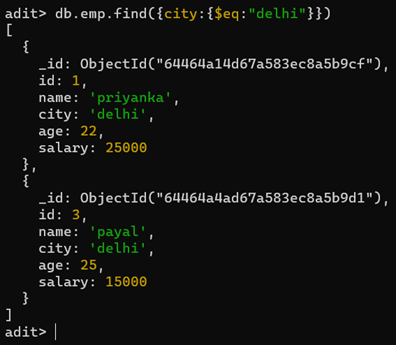 adit> db.emp.find({city:{$eq:"delhi"}})
[
  {
    _id: ObjectId("64464a14d67a583ec8a5b9cf"),
    id: 1,
    name: 'priyanka',
    city: 'delhi',
    age: 22,
    salary: 25000
  },
  {
    _id: ObjectId("64464a4ad67a583ec8a5b9d1"),
    id: 3,
    name: 'payal',
    city: 'delhi',
    age: 25,
    salary: 15000
  }
]
adit>